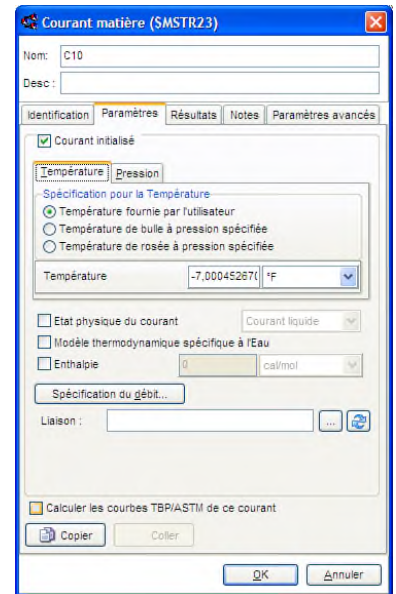 Courant matière ($MSTR23)
Nom: C10
Desc :
Identification Paramètres Résultats Notes Paramètres avancés
Courant initialisé
Température Pression
Spécification pour la Température
Température fournie par l'utilisateur
Température de bulle à pression spécifiée
Température de rosée à pression spécifiée
Température -7,000452670 °F
Etat physique du courant Courant liquide
Modèle thermodynamique spécifique à l'Eau
Enthalpie 0 cal/mol
Spécification du débit...
Liaison : ...
Calculer les courbes TBP/ASTM de ce courant
Copier Coller
OK Annuler